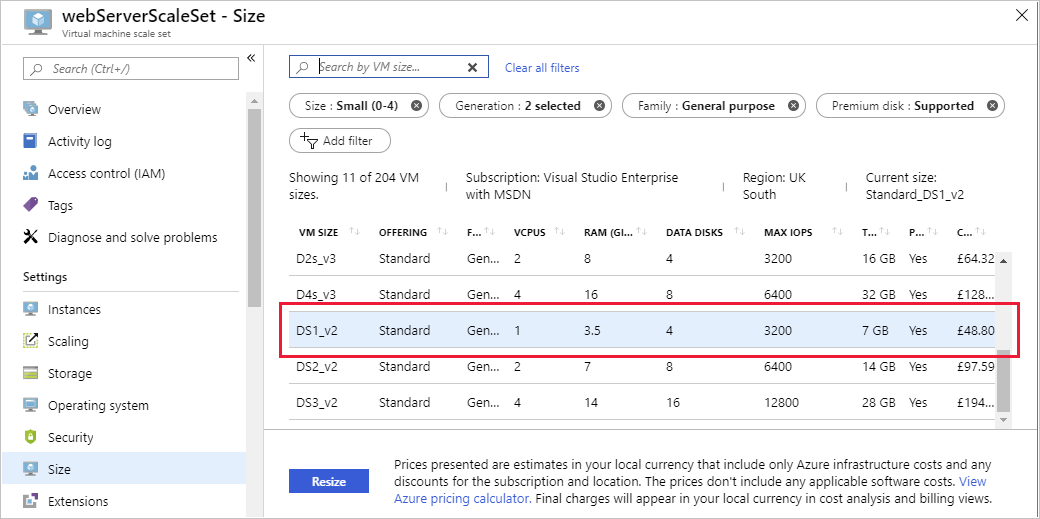 webServerScaleSet - Size
Virtual machine scale set
Search (Ctrl+/)
«
Overview
Activity log
Access control (IAM)
Tags
Diagnose and solve problems
Settings
Instances
Scaling
Storage
Operating system
Security
Size
Extensions
Search by VM size...
Clear all filters
Size : Small (0-4)
Generation : 2 selected
Family : General purpose
Premium disk : Supported
Add filter
Showing 11 of 204 VM
sizes.
Subscription: Visual Studio Enterprise
with MSDN
Region: UK
South
Current size:
Standard_DS1_v2
VM SIZE OFFERING F... VCPUS RAM (GI... DATA DISKS MAX IOPS T... P... C...
D2s_v3 Standard Gen... 2 8 4 3200 16 GB Yes £64.32
D4s_v3 Standard Gen... 4 16 8 6400 32 GB Yes £128...
DS1_v2 Standard Gen... 1 3.5 4 3200 7 GB Yes £48.80
DS2_v2 Standard Gen... 2 7 8 6400 14 GB Yes £97.59
DS3_v2 Standard Gen... 4 14 16 12800 28 GB Yes £194...
Resize
Prices presented are estimates in your local currency that include only Azure infrastructure costs and any
discounts for the subscription and location. The prices don't include any applicable software costs. View
Azure pricing calculator. Final charges will appear in your local currency in cost analysis and billing views.